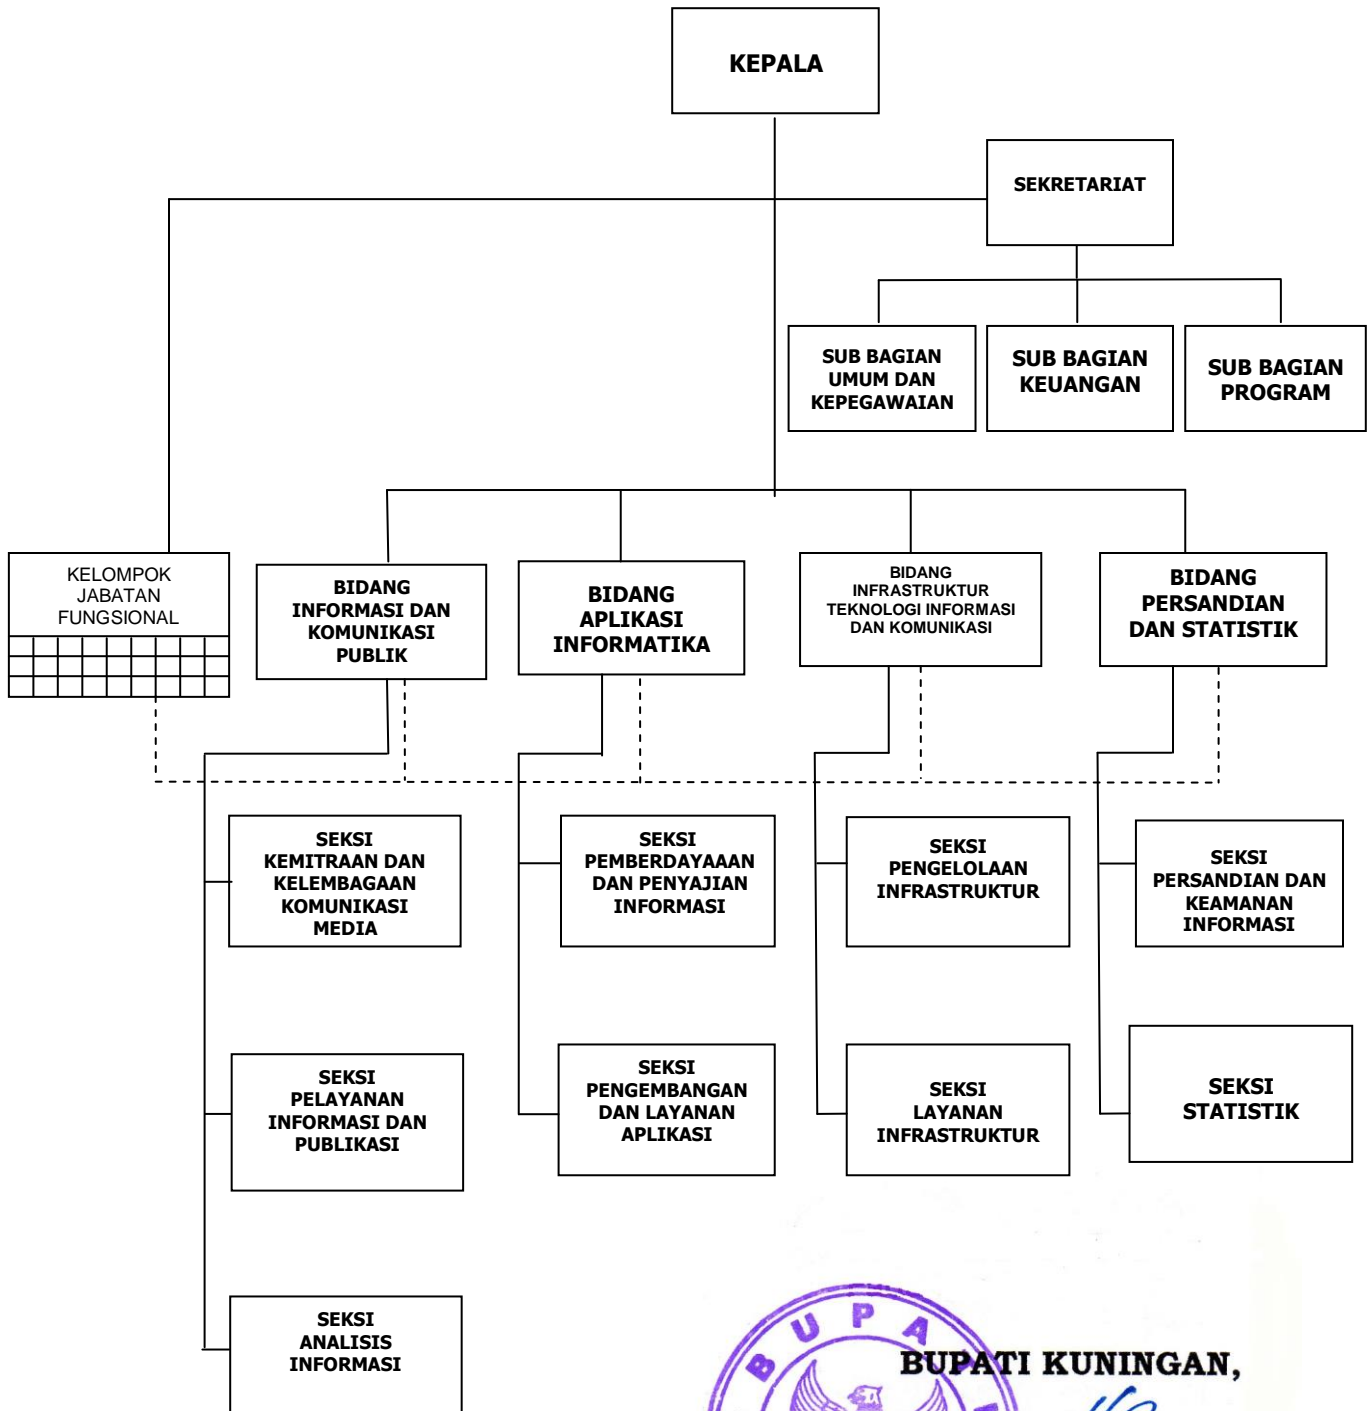 KEPALA
SEKRETARIAT
SUB BAGIAN
UMUM DAN
KEPEGAWAIAN
SUB BAGIAN
KEUANGAN
SUB BAGIAN
PROGRAM
KELOMPOK
JABATAN
FUNGSIONAL
BIDANG
INFORMASI DAN
KOMUNIKASI
PUBLIK
BIDANG
APLIKASI
INFORMATIKA
BIDANG
INFRASTRUKTUR
TEKNOLOGI INFORMASI
DAN KOMUNIKASI
BIDANG
PERSANDIAN
DAN STATISTIK
SEKSI
KEMITRAAN DAN
KELEMBAGAAN
KOMUNIKASI
MEDIA
SEKSI
PEMBERDAYAAAN
DAN PENYAJIAN
INFORMASI
SEKSI
PENGELOLAAN
INFRASTRUKTUR
SEKSI
PERSANDIAN DAN
KEAMANAN
INFORMASI
SEKSI
PELAYANAN
INFORMASI DAN
PUBLIKASI
SEKSI
PENGEMBANGAN
DAN LAYANAN
APLIKASI
SEKSI
LAYANAN
INFRASTRUKTUR
SEKSI
STATISTIK
SEKSI
ANALISIS
INFORMASI
BUPATI KUNINGAN,